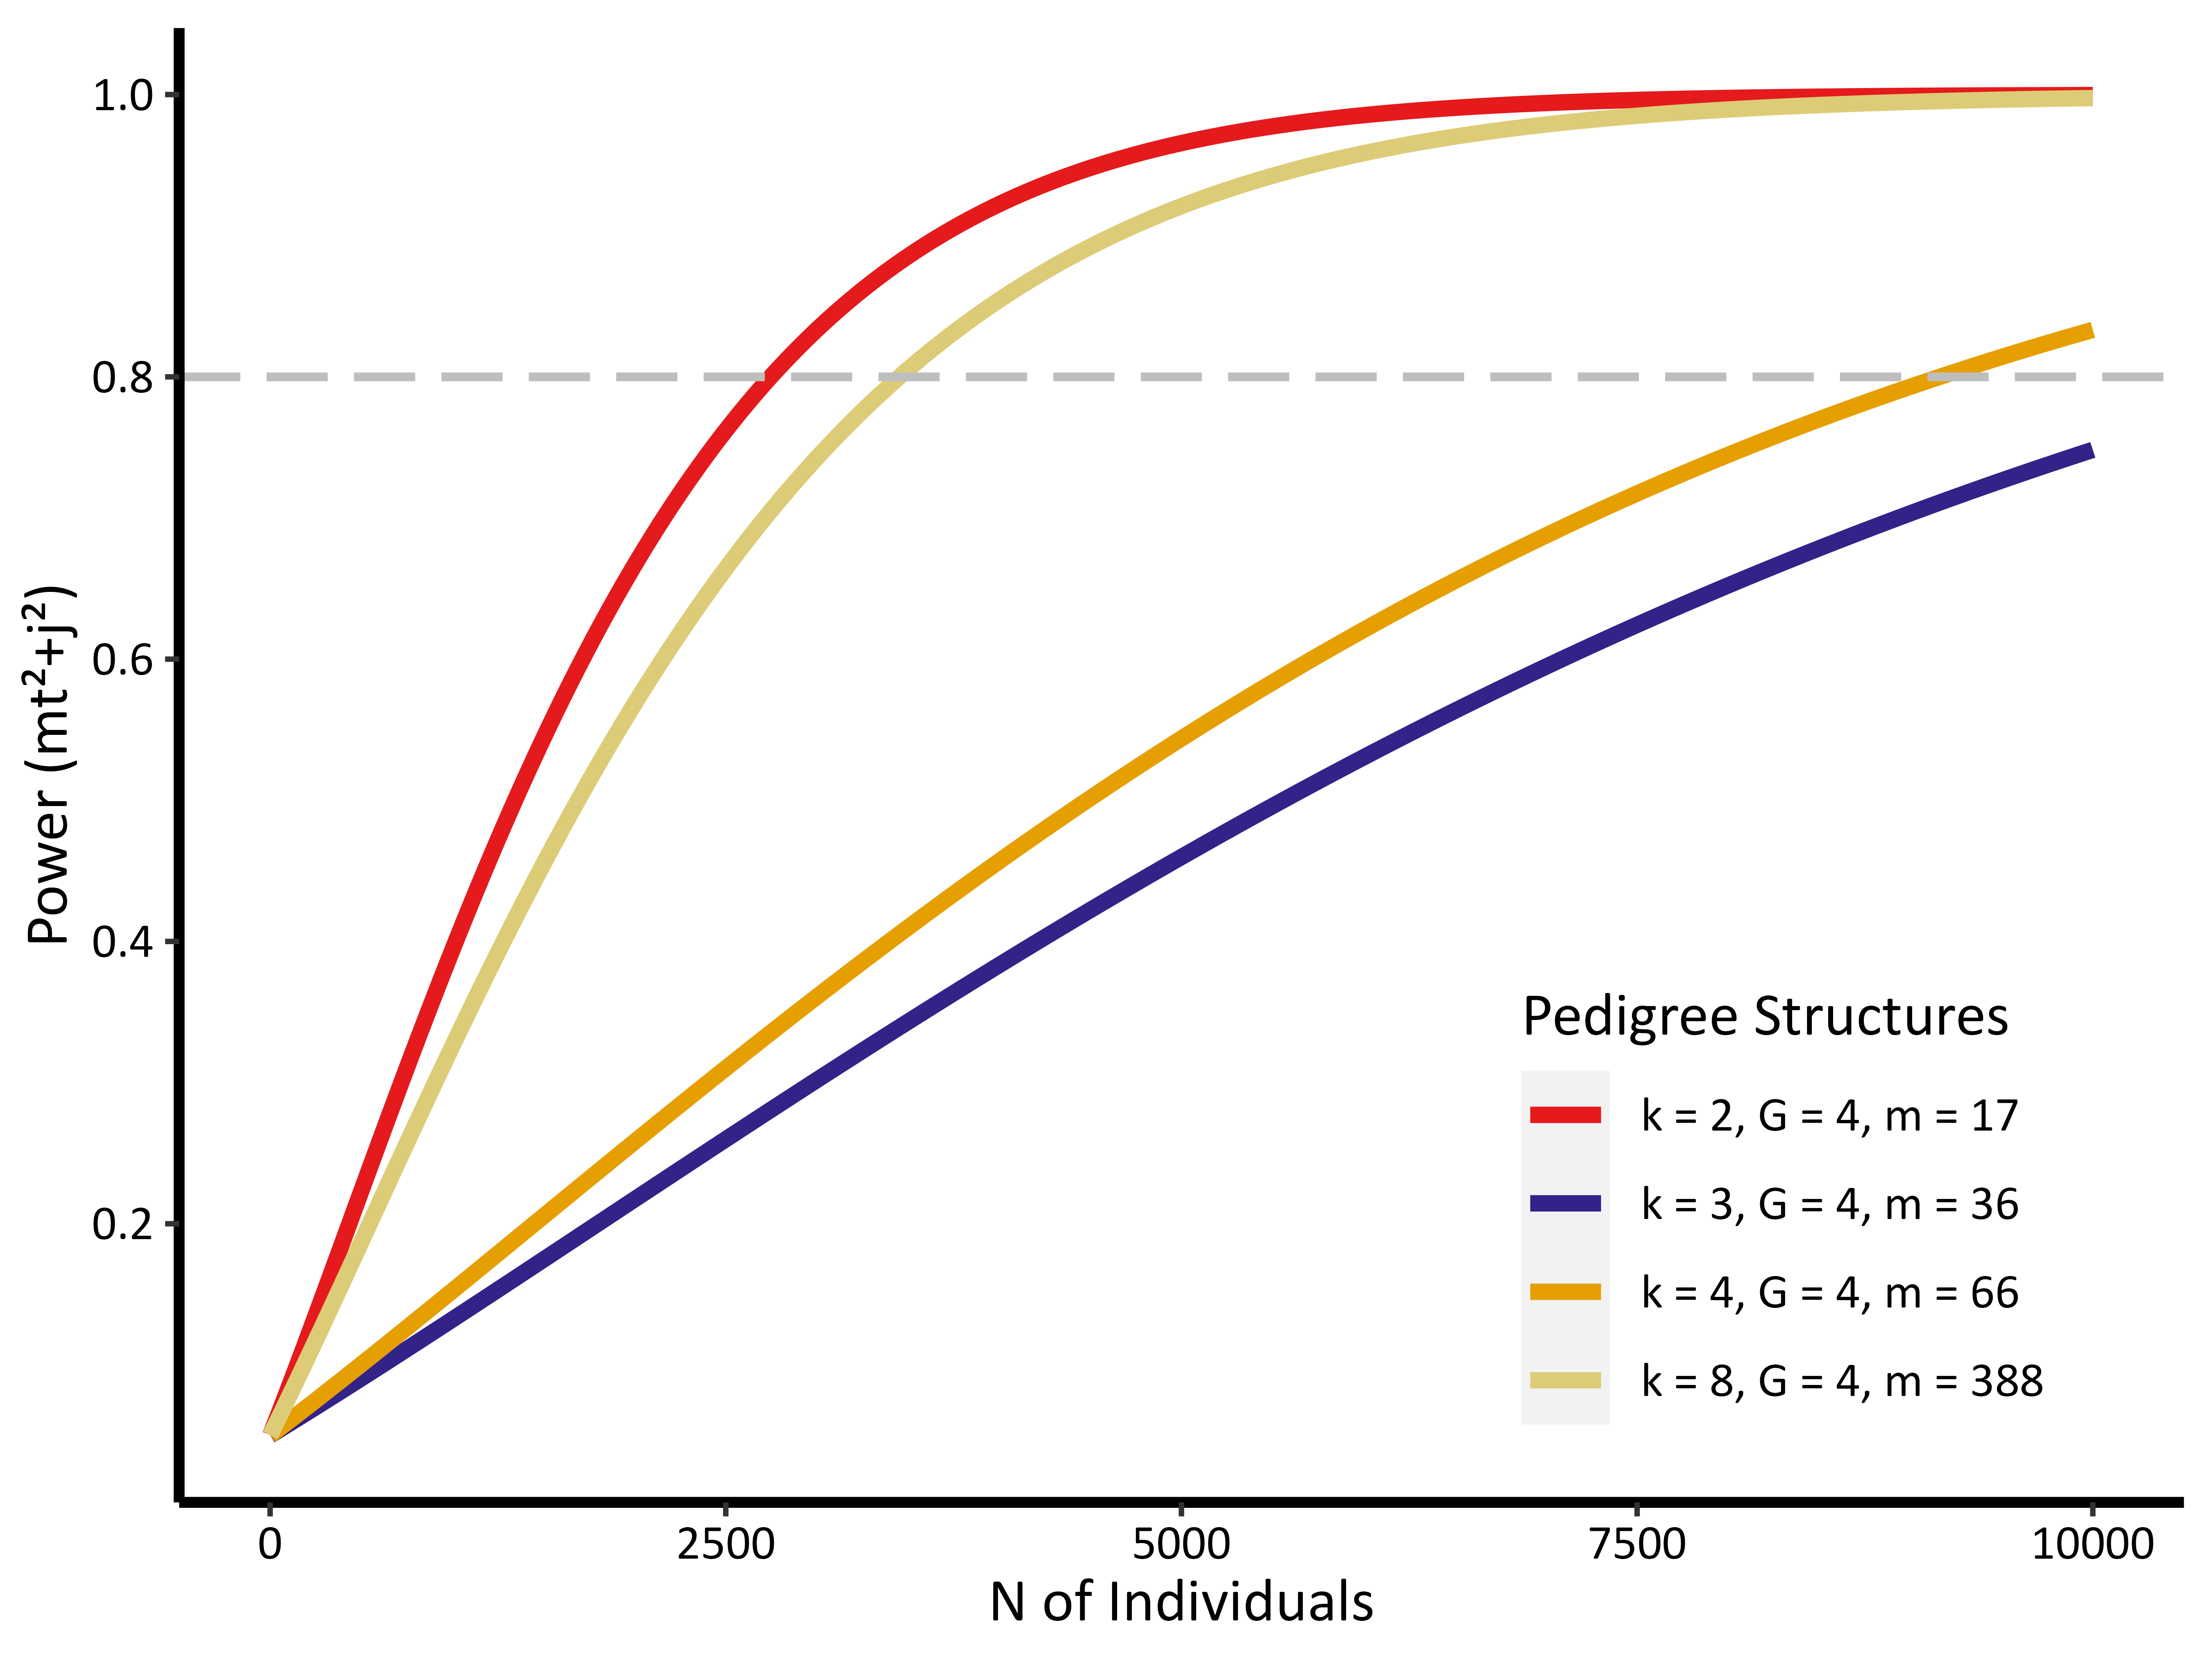 Power (mt²+j²)
1.0
0.8
0.6
0.4
0.2
0
2500
5000
7500
10000
N of Individuals
Pedigree Structures
k = 2, G = 4, m = 17
k = 3, G = 4, m = 36
k = 4, G = 4, m = 66
k = 8, G = 4, m = 388